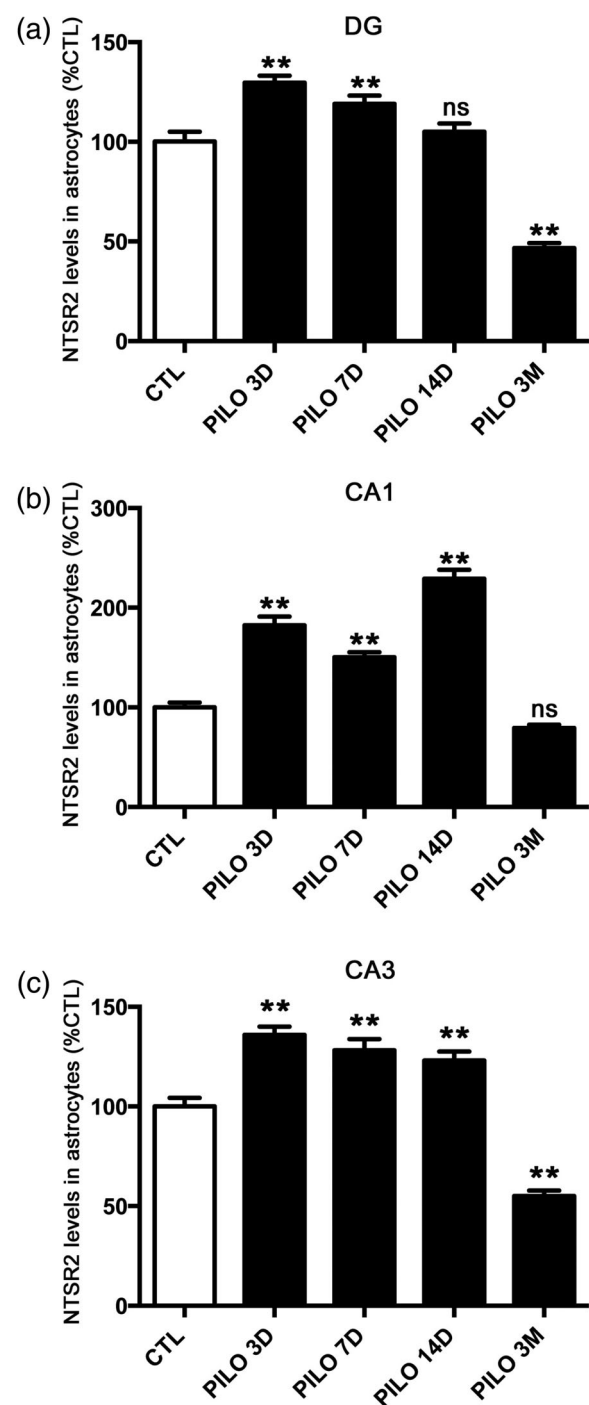 (a)
DG
NTSR2 levels in astrocytes (%CTL)
150
100
50
0
**
**
ns
**
CTL
PILO 3D
PILO 7D
PILO 14D
PILO 3M
(b)
CA1
NTSR2 levels in astrocytes (%CTL)
300
200
100
0
**
**
**
ns
CTL
PILO 3D
PILO 7D
PILO 14D
PILO 3M
(c)
CA3
NTSR2 levels in astrocytes (%CTL)
150
100
50
0
**
**
**
**
CTL
PILO 3D
PILO 7D
PILO 14D
PILO 3M